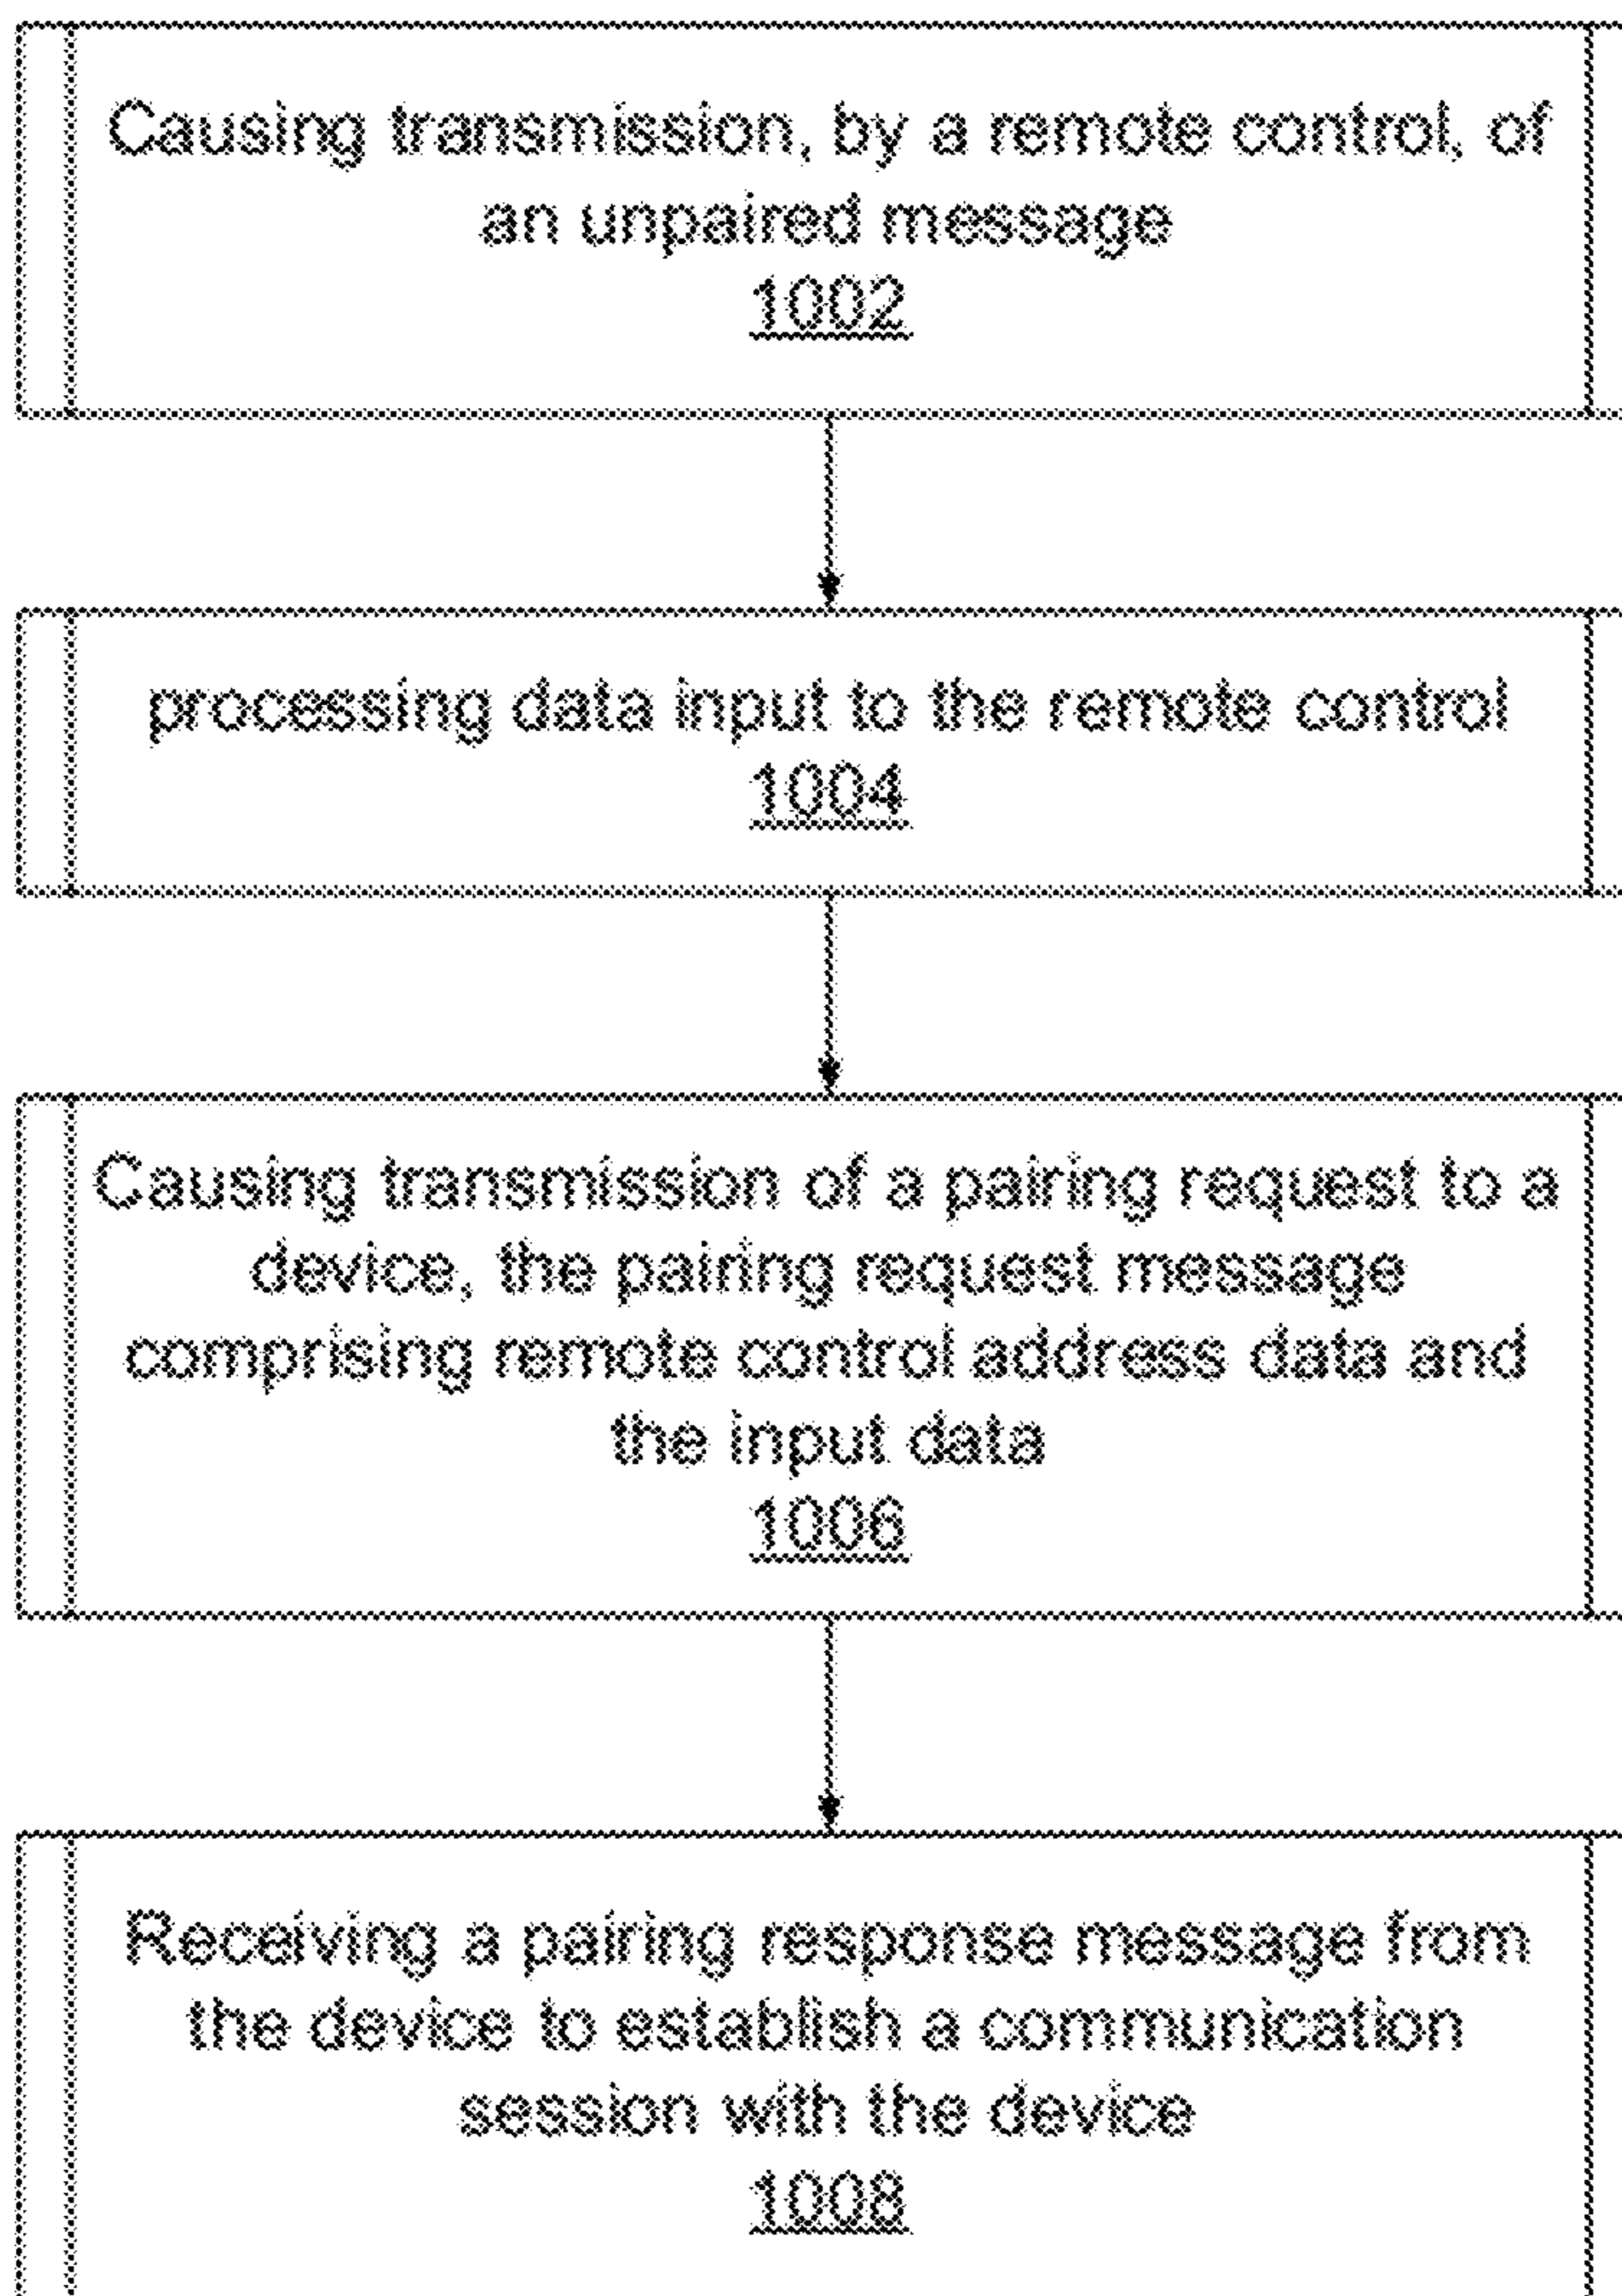 Causing transmission, by a remote control, of
an unpaired message
1002
processing data input to the remote control
1004
Causing transmission of a pairing request to a
device, the pairing request message
comprising remote control address data and
the input data
1006
Receiving a pairing response message from
the device to establish a communication
session with the device
1008